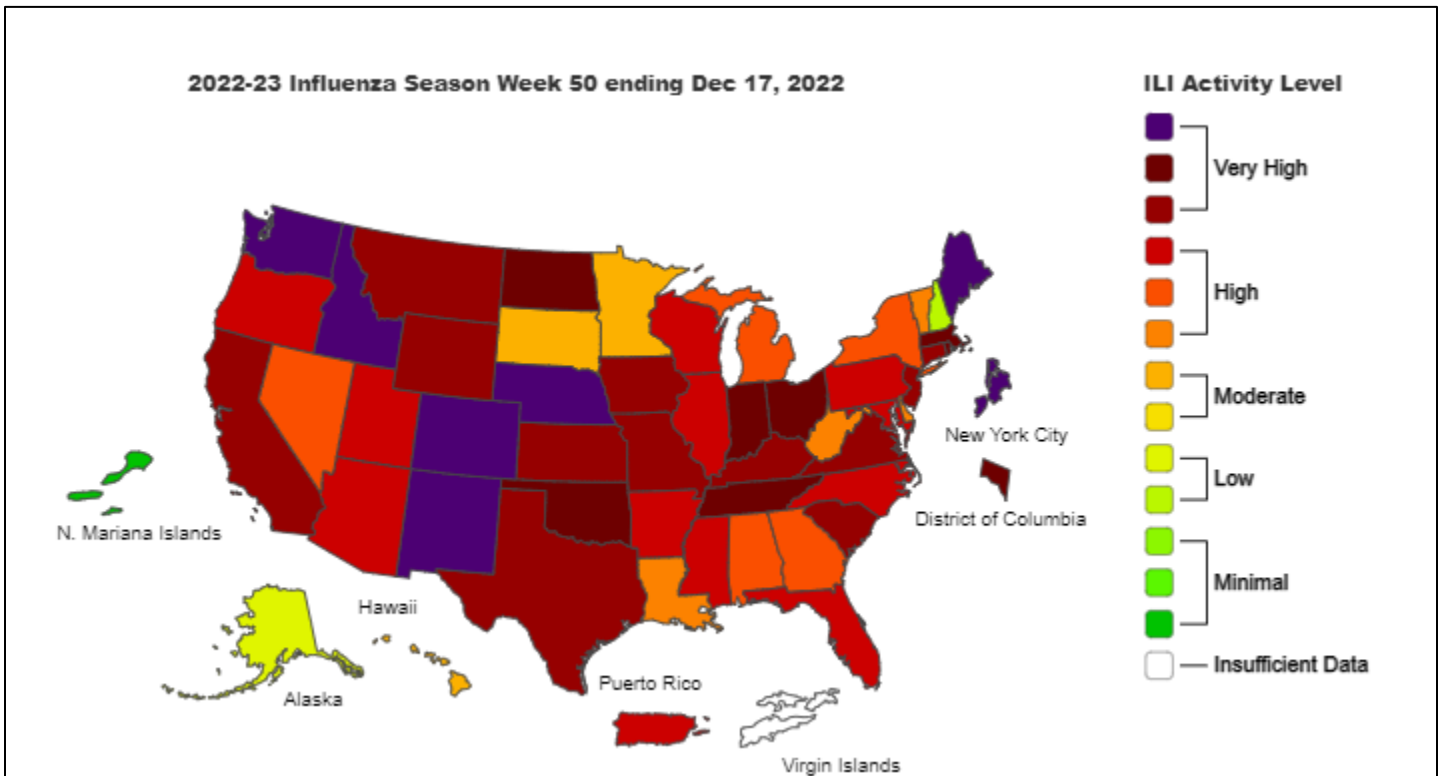 2022-23 Influenza Season Week 50 ending Dec 17, 2022
ILI Activity Level
Very High
High
Moderate
Low
Minimal
Insufficient Data
New York City
District of Columbia
N. Mariana Islands
Hawaii
Alaska
Puerto Rico
Virgin Islands